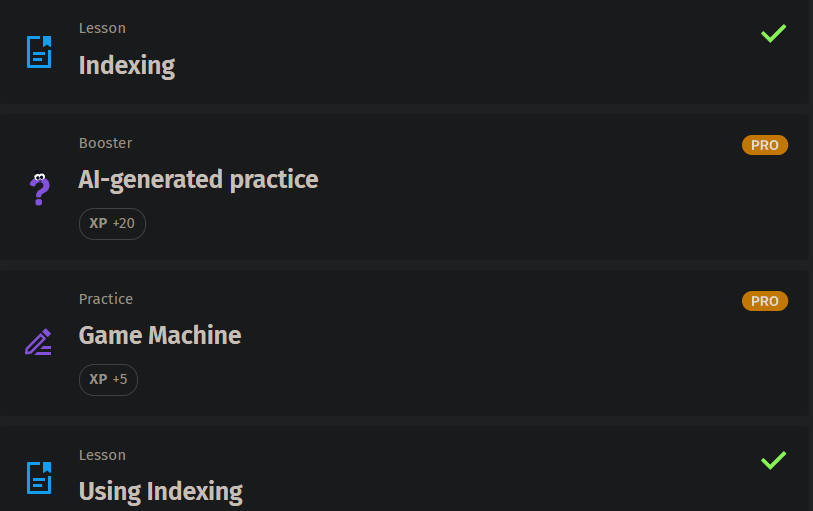 Lesson
Indexing
Booster
PRO
AI-generated practice
XP +20
Practice
PRO
Game Machine
XP +5
Lesson
Using Indexing